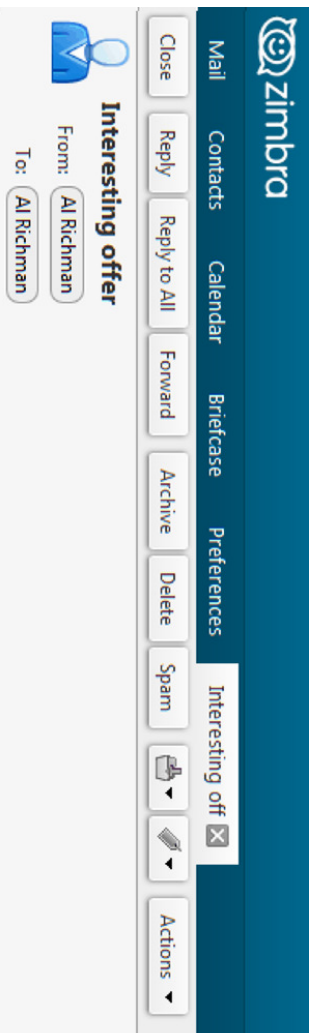 zimbra
Mail Contacts Calendar Briefcase Preferences Interesting off
Close Reply Reply to All Forward Archive Delete Spam Actions
Interesting offer
From: Al Richman
To: Al Richman